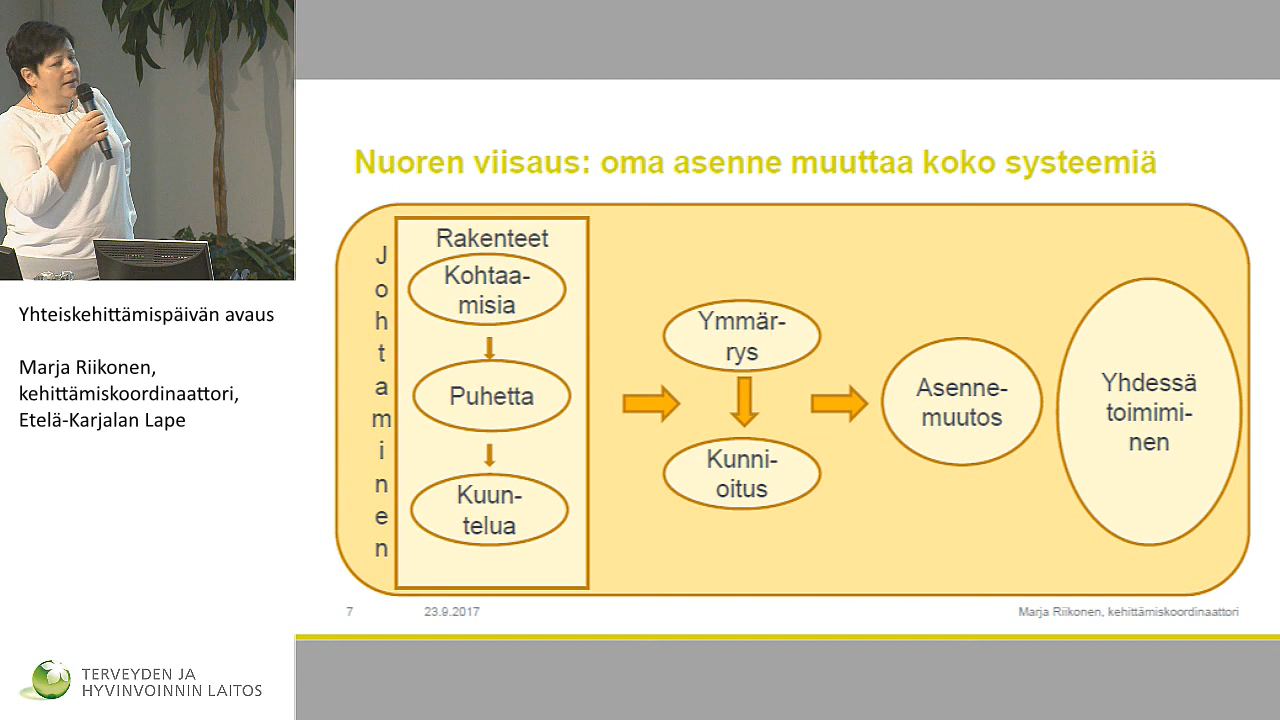 Nuoren viisaus: oma asenne muuttaa koko systeemiä
J
o
h
t
a
m
i
n
e
n
Rakenteet
Kohtaa-
misia
Puhetta
Kuun-
telua
Ymmär-
rys
Kunni-
oitus
Asenne-
muutos
Yhdessä
toimimi-
nen
7
23.9.2017
Marja Riikonen, kehittämiskoordinaattori
Yhteiskehittämispäivän avaus
Marja Riikonen,
kehittämiskoordinaattori,
Etelä-Karjalan Lape
TERVEYDEN JA
HYVINVOINNIN LAITOS